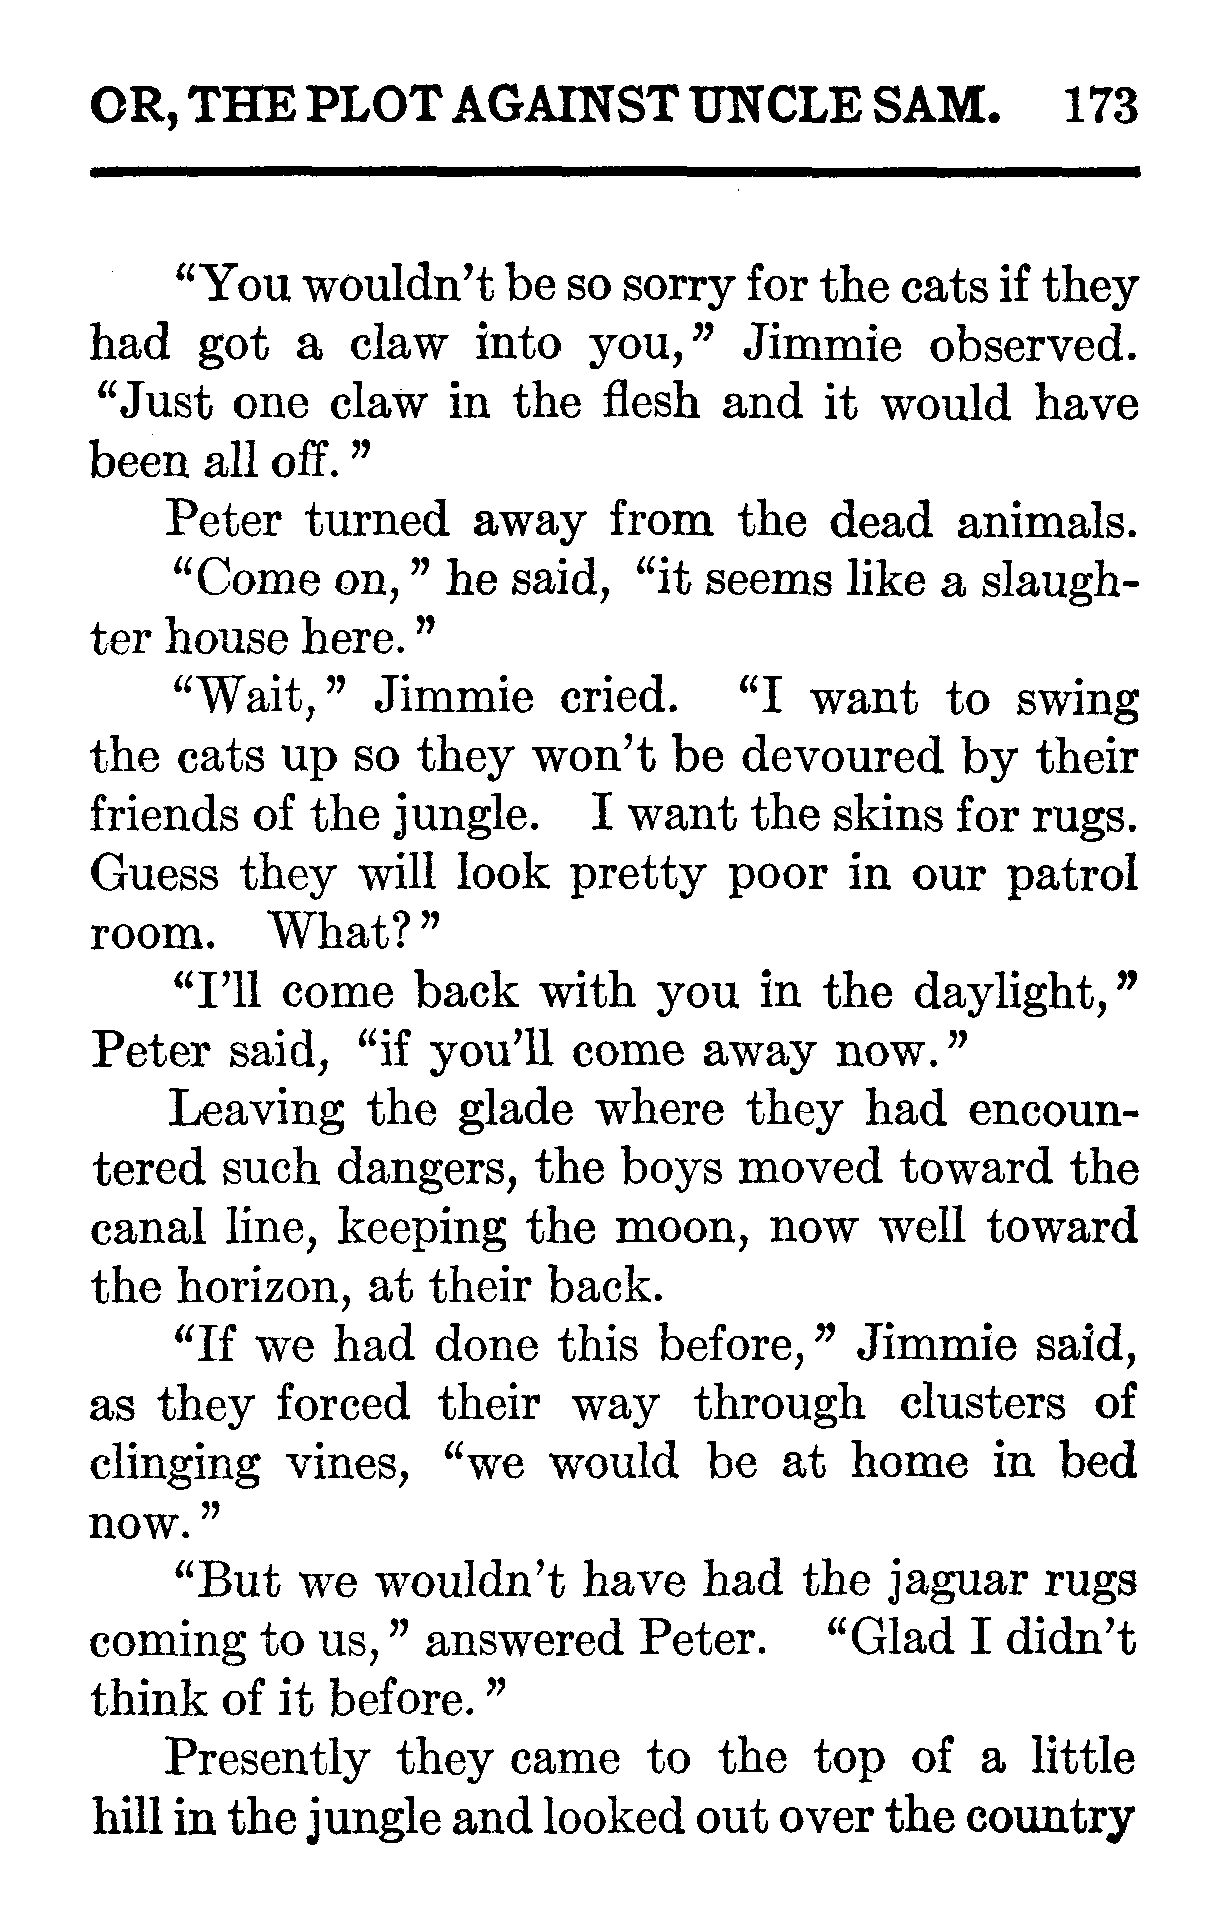 OR, THE PLOT AGAINST UNCLE SAM. 173
“You wouldn’t be so sorry for the cats if they
had got a claw into you,” Jimmie observed.
“Just one claw in the flesh and it would have
been all off.”
Peter turned away from the dead animals.
“Come on,” he said, “it seems like a slaugh-
ter house here.”
“Wait,” Jimmie cried. “I want to swing
the cats up so they won’t be devoured by their
friends of the jungle. I want the skins for rugs.
Guess they will look pretty poor in our patrol
room. What?”
“I’ll come back with you in the daylight,”
Peter said, “if you’ll come away now.”
Leaving the glade where they had encoun-
tered such dangers, the boys moved toward the
canal line, keeping the moon, now well toward
the horizon, at their back.
“If we had done this before,” Jimmie said,
as they forced their way through clusters of
clinging vines, “we would be at home in bed
now.”
“But we wouldn’t have had the jaguar rugs
coming to us,” answered Peter. “Glad I didn’t
think of it before.”
Presently they came to the top of a little
hill in the jungle and looked out over the country